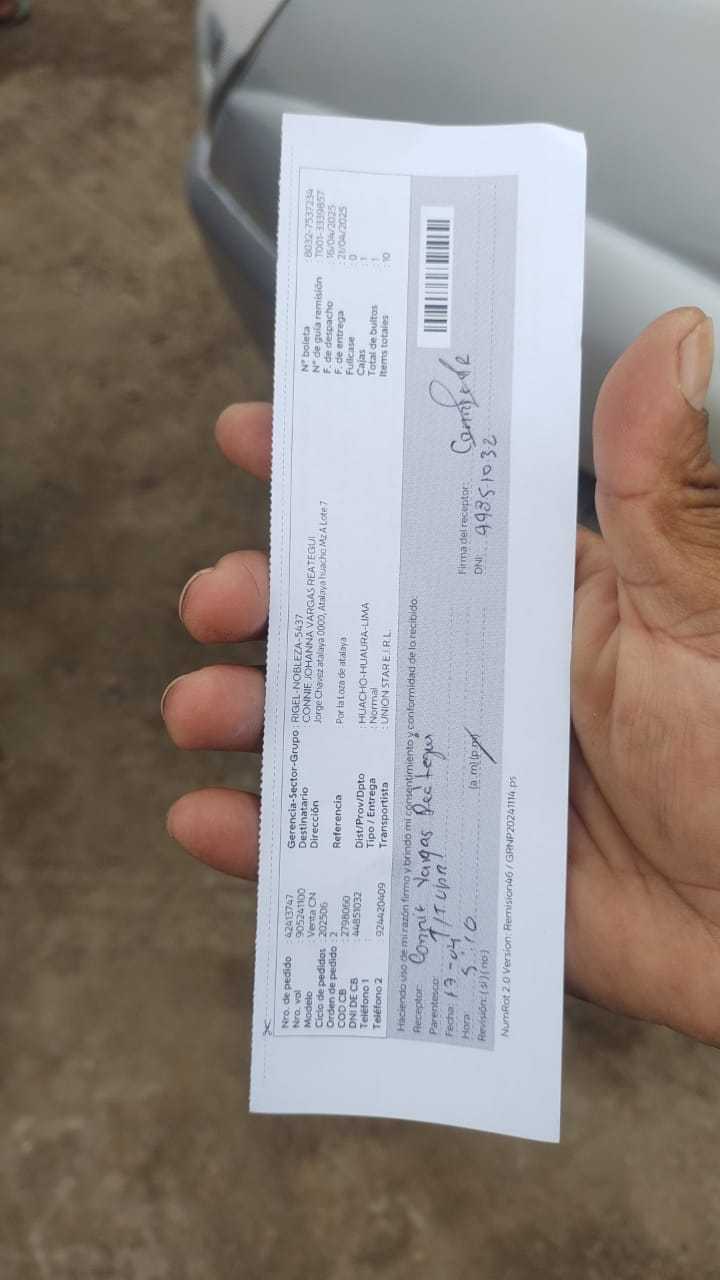 Nro. de pedido : 42413747
Nro. vol : 905241100
Modelo : Venta CN
Ciclo de pedidos : 202506
Orden de pedido : 2
COD CB : 2798060
DNI DE CB : 44851032
Teléfono 1 :
Teléfono 2 : 924420409
Gerencia-Sector-Grupo : RIGEL-NOBLEZA-5437
Destinatario : CONNIE JOHANNA VARGAS REATEGUI
Dirección : Jorge Chavez atalaya 0000, Atalaya huacho Mz A Lote 7
Referencia : Por la Loza de atalaya
Dist/Prov/Dpto : HUACHO-HUAURA-LIMA
Tipo / Entrega : Normal
Transportista : UNION STAR E.I.R.L.
N° boleta : B032-7537234
N° de guía remisión : T001-3339857
F. de despacho : 16/04/2025
F. de entrega : 21/04/2025
Fullcase : 0
Cajas : 1
Total de bultos : 1
Items totales : 10
Haciendo uso de mi razón firmo y brindo mi consentimiento y conformidad de lo recibido.
Receptor: Connie Vargas Reategui
Parentesco: T/Tupn
Fecha: 17-04
Hora: 5:10 (a.m)(p.m)
Revisión: (si) (no)
Firma del receptor:
DNI: 44851032
NumRot 2.0 Version: Remision46 / GRNP20241114.ps